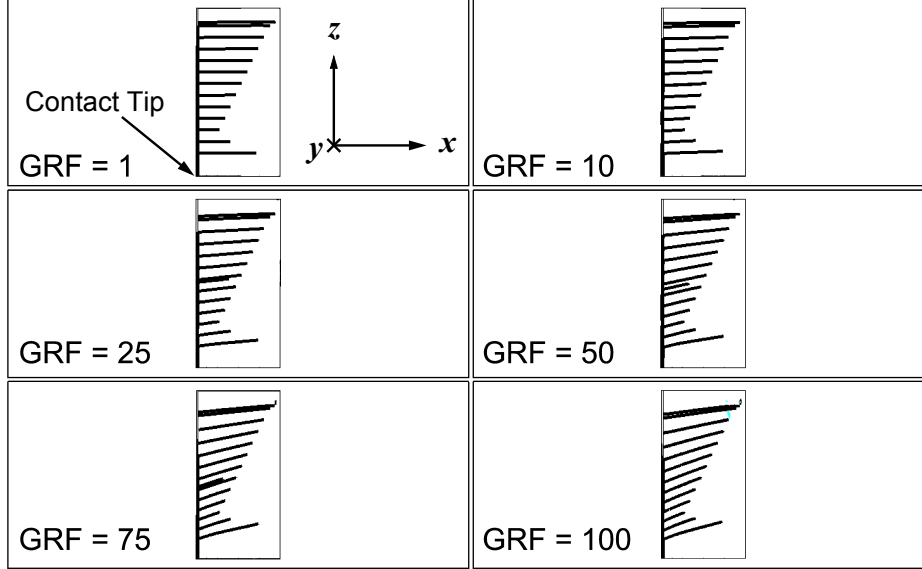 z
Contact Tip
y
x
GRF = 1
GRF = 10
GRF = 25
GRF = 50
GRF = 75
GRF = 100